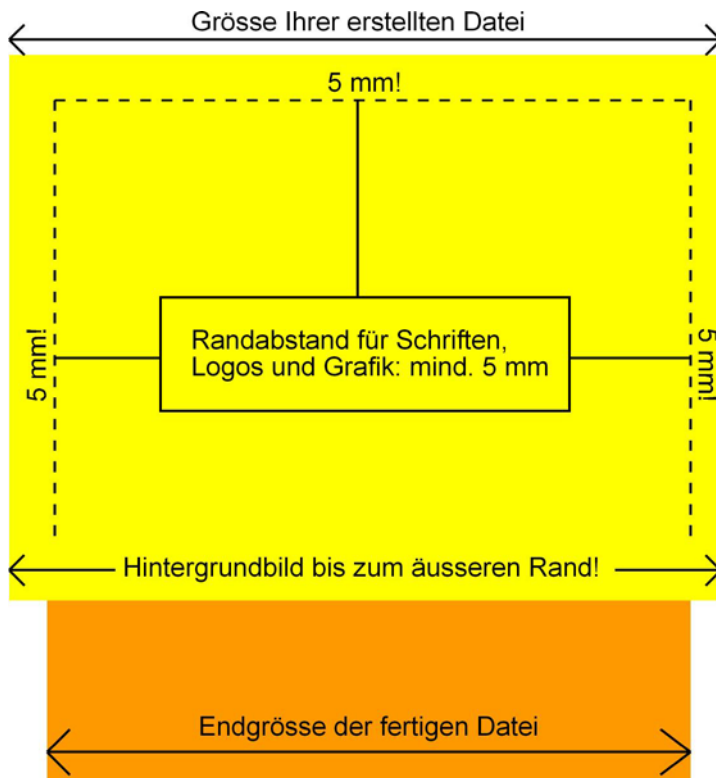 Grösse Ihrer erstellten Datei
5 mm!
5 mm!
Randabstand für Schriften,
Logos und Grafik: mind. 5 mm
5 mm!
Hintergrundbild bis zum äusseren Rand!
Endgrösse der fertigen Datei